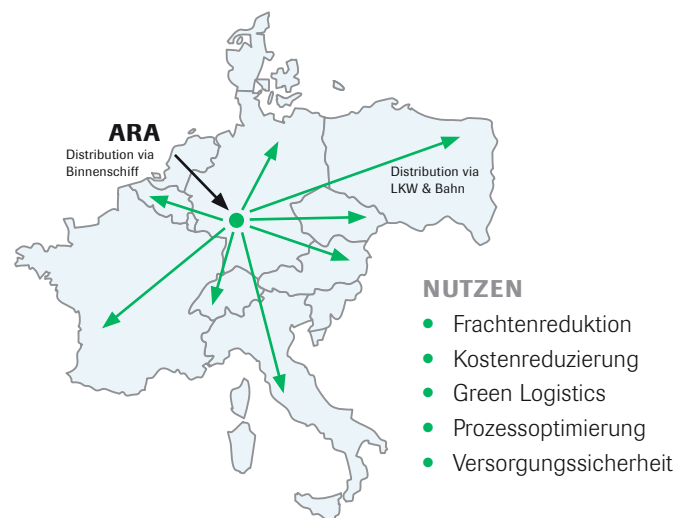 ARA
Distribution via
Binnenschiff
Distribution via
LKW & Bahn
NUTZEN
Frachtenreduktion
Kostenreduzierung
Green Logistics
Prozessoptimierung
Versorgungssicherheit